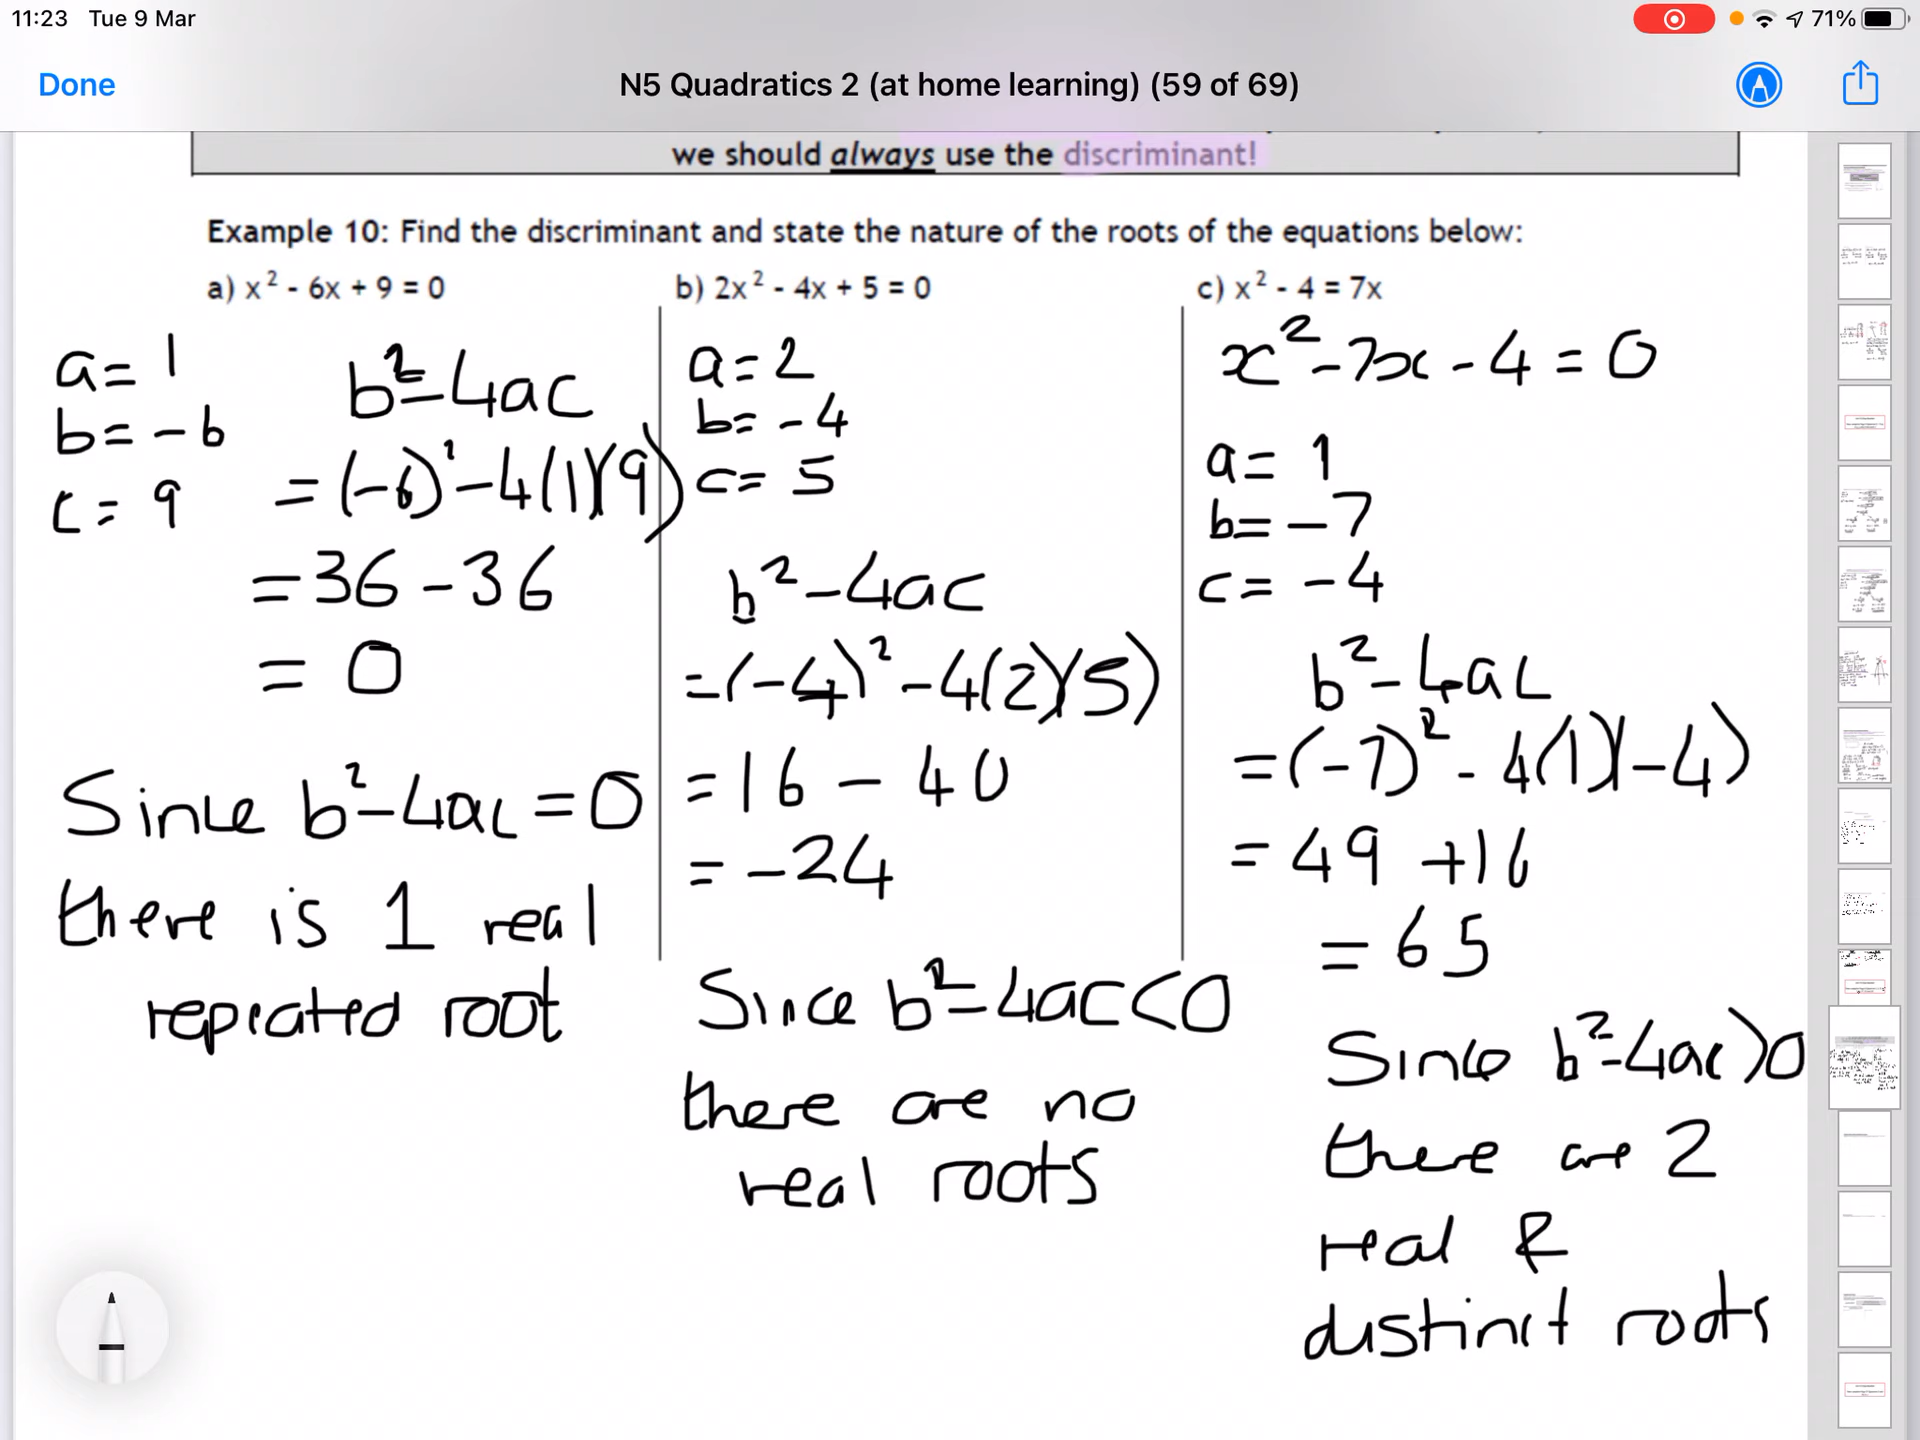 11:23 Tue 9 Mar
71%
Done
N5 Quadratics 2 (at home learning) (59 of 69)
we should always use the discriminant!
Example 10: Find the discriminant and state the nature of the roots of the equations below:
a) x² - 6x + 9 = 0
a = 1
b = -6
c = 9
b² - 4ac
= (-6)² - 4(1)(9)
= 36 - 36
= 0
Since b² - 4ac = 0
there is 1 real
repeated root
b) 2x² - 4x + 5 = 0
a = 2
b = -4
c = 5
b² - 4ac
= (-4)² - 4(2)(5)
= 16 - 40
= -24
Since b² - 4ac < 0
there are no
real roots
c) x² - 4 = 7x
x² - 7x - 4 = 0
a = 1
b = -7
c = -4
b² - 4ac
= (-7)² - 4(1)(-4)
= 49 + 16
= 65
Since b² - 4ac > 0
there are 2
real &
distinct roots